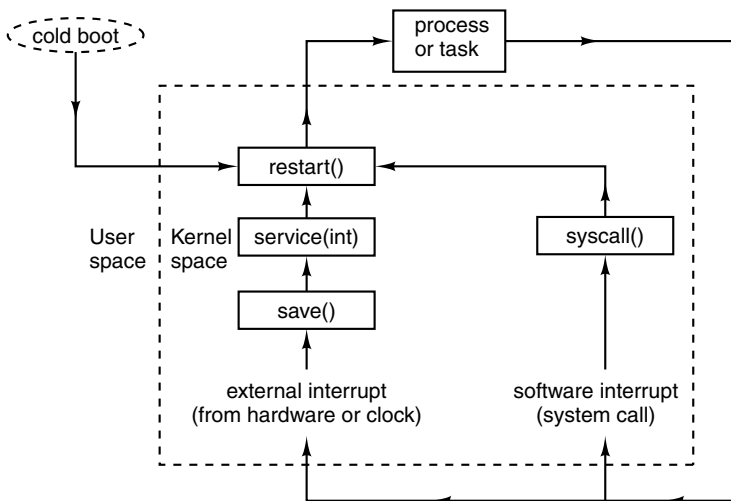 cold boot
process
or task
restart()
User
space
Kernel
space
service(int)
syscall()
save()
external interrupt
(from hardware or clock)
software interrupt
(system call)